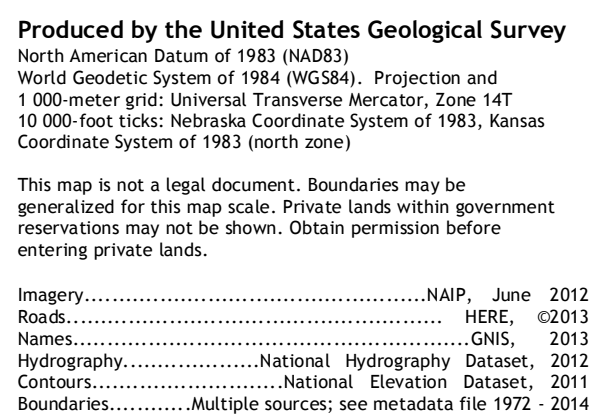 Produced by the United States Geological Survey
North American Datum of 1983 (NAD83)
World Geodetic System of 1984 (WGS84). Projection and
1 000-meter grid: Universal Transverse Mercator, Zone 14T
10 000-foot ticks: Nebraska Coordinate System of 1983, Kansas
Coordinate System of 1983 (north zone)
This map is not a legal document. Boundaries may be
generalized for this map scale. Private lands within government
reservations may not be shown. Obtain permission before
entering private lands.
Imagery.................................................NAIP, June 2012
Roads...................................................... HERE, ©2013
Names.........................................................GNIS, 2013
Hydrography....................National Hydrography Dataset, 2012
Contours............................National Elevation Dataset, 2011
Boundaries............Multiple sources; see metadata file 1972 - 2014